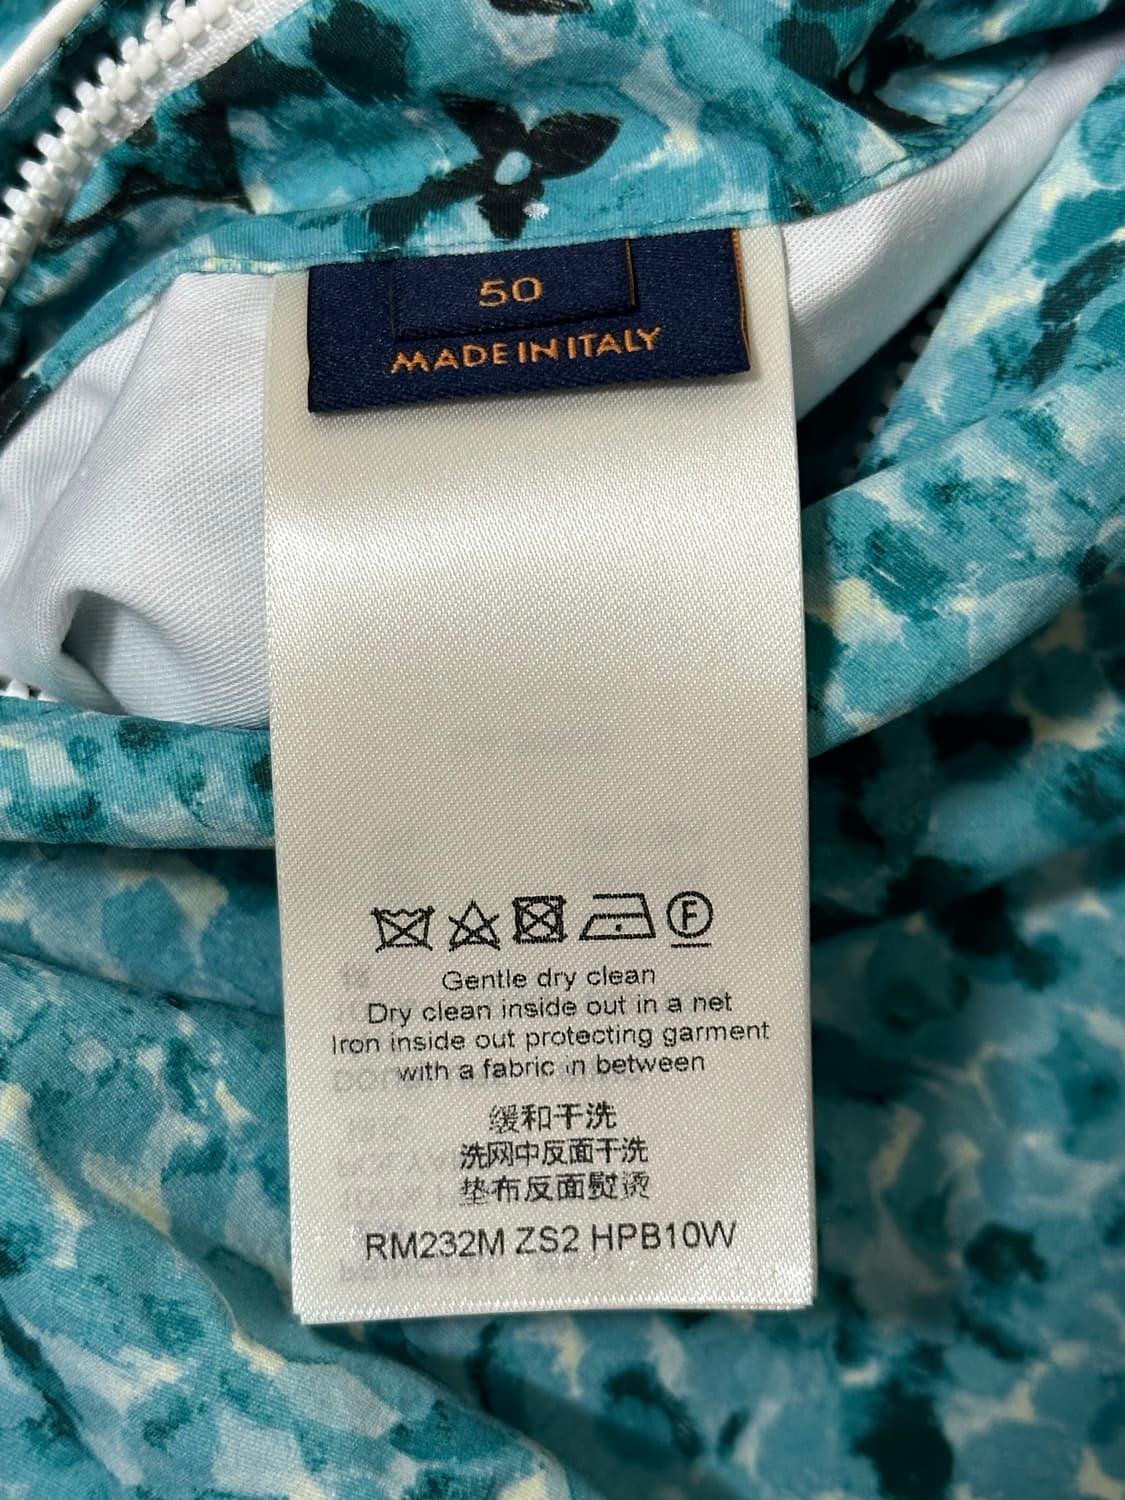 50
MADE IN ITALY
F
Gentle dry clean
Dry clean inside out in a net
Iron inside out protecting garment
with a fabric in between
缓和干洗
洗网中反面干洗
垫布反面熨烫
RM232M ZS2 HPB10W